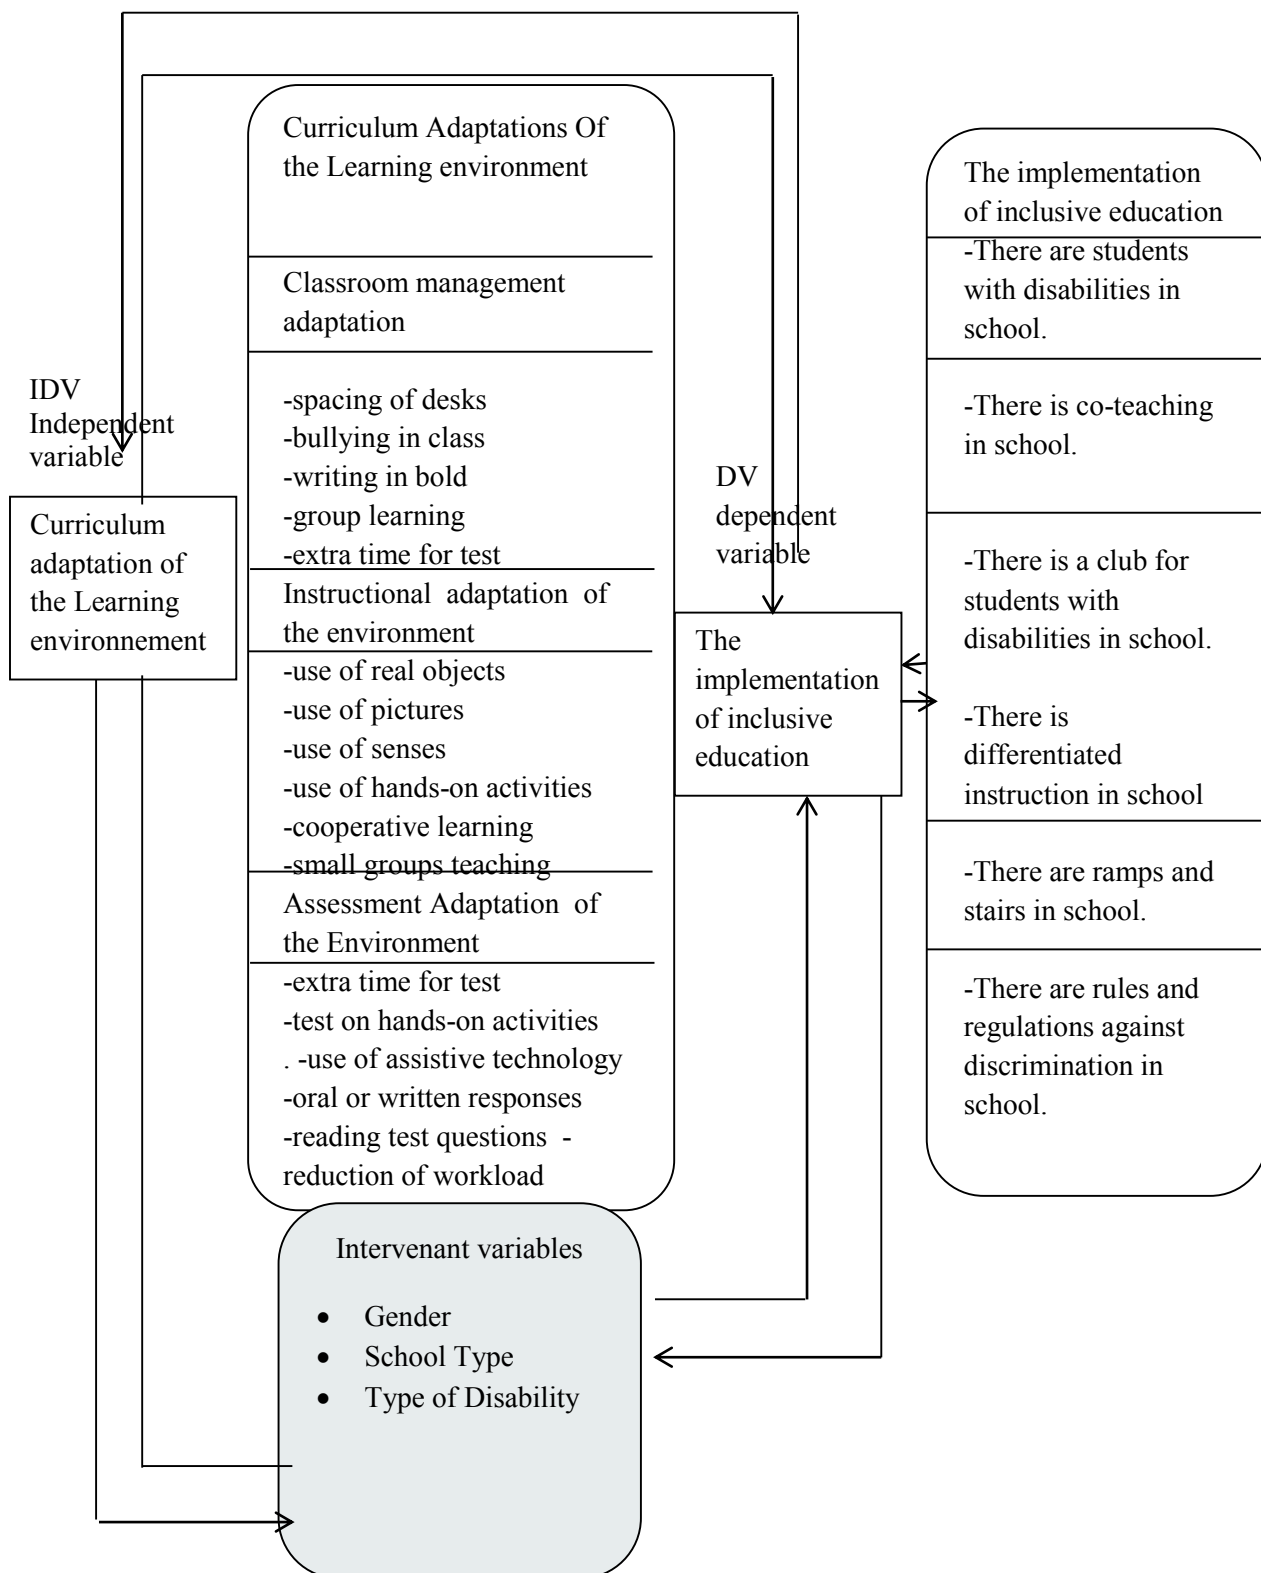 IDV
Independent
variable
Curriculum
adaptation of
the Learning
environnement
Curriculum Adaptations Of
the Learning environment
Classroom management
adaptation
-spacing of desks
-bullying in class
-writing in bold
-group learning
-extra time for test
Instructional adaptation of
the environment
-use of real objects
-use of pictures
-use of senses
-use of hands-on activities
-cooperative learning
-small groups teaching
Assessment Adaptation of
the Environment
-extra time for test
-test on hands-on activities
. -use of assistive technology
-oral or written responses
-reading test questions -
reduction of workload
Intervenant variables
• Gender
• School Type
• Type of Disability
DV
dependent
variable
The
implementation
of inclusive
education
The implementation
of inclusive education
-There are students
with disabilities in
school.
-There is co-teaching
in school.
-There is a club for
students with
disabilities in school.
-There is
differentiated
instruction in school
-There are ramps and
stairs in school.
-There are rules and
regulations against
discrimination in
school.